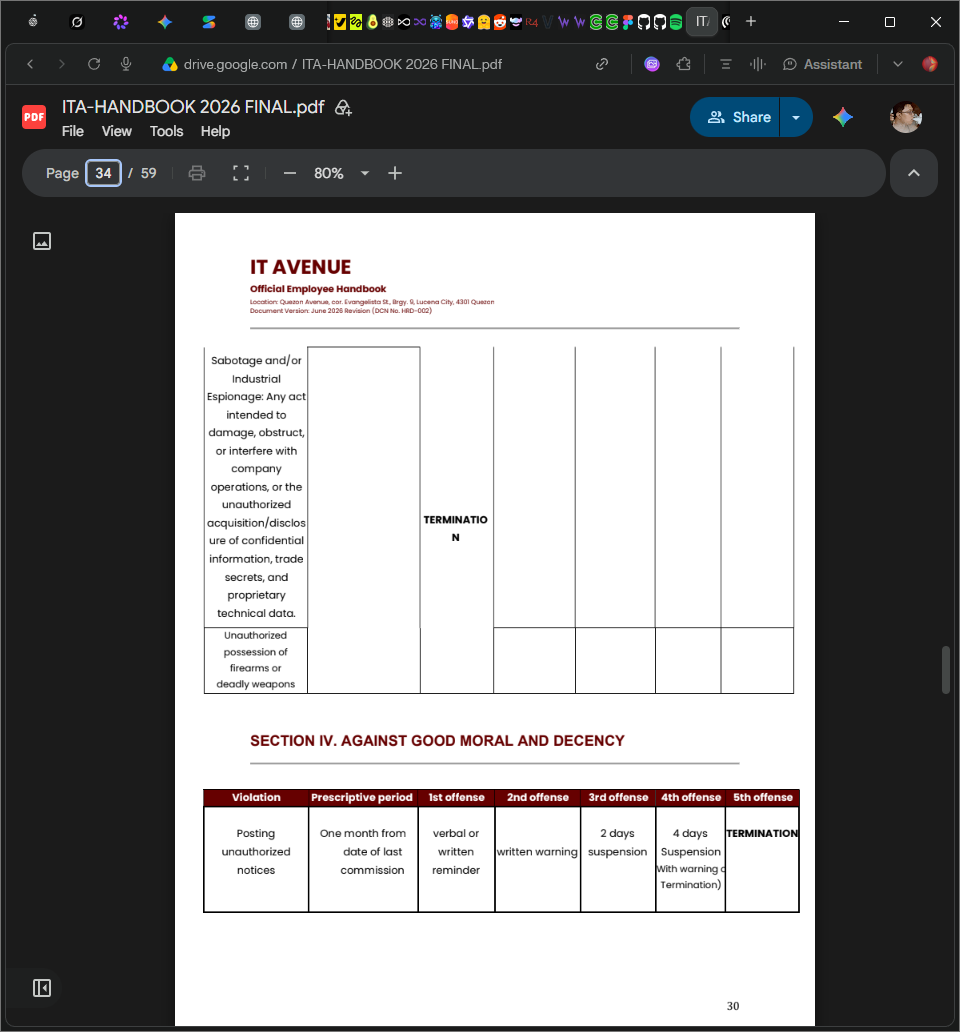 R4
IT
drive.google.com / ITA-HANDBOOK 2026 FINAL.pdf
Assistant
PDF
ITA-HANDBOOK 2026 FINAL.pdf
File View Tools Help
Share
Page 34 / 59
80%
IT AVENUE
Official Employee Handbook
Location: Quezon Avenue, cor. Evangelista St., Brgy. 9, Lucena City, 4301 Quezon
Document Version: June 2026 Revision (DCN No. HRD-002)
Sabotage and/or
Industrial
Espionage: Any act
intended to
damage, obstruct,
or interfere with
company
operations, or the
unauthorized
acquisition/disclos
ure of confidential
information, trade
secrets, and
proprietary
technical data.
TERMINATIO
N
Unauthorized
possession of
firearms or
deadly weapons
SECTION IV. AGAINST GOOD MORAL AND DECENCY
Violation Prescriptive period 1st offense 2nd offense 3rd offense 4th offense 5th offense
Posting
unauthorized
notices
One month from
date of last
commission
verbal or
written
reminder
written warning
2 days
suspension
4 days
Suspension
With warning
Termination)
TERMINATION
30